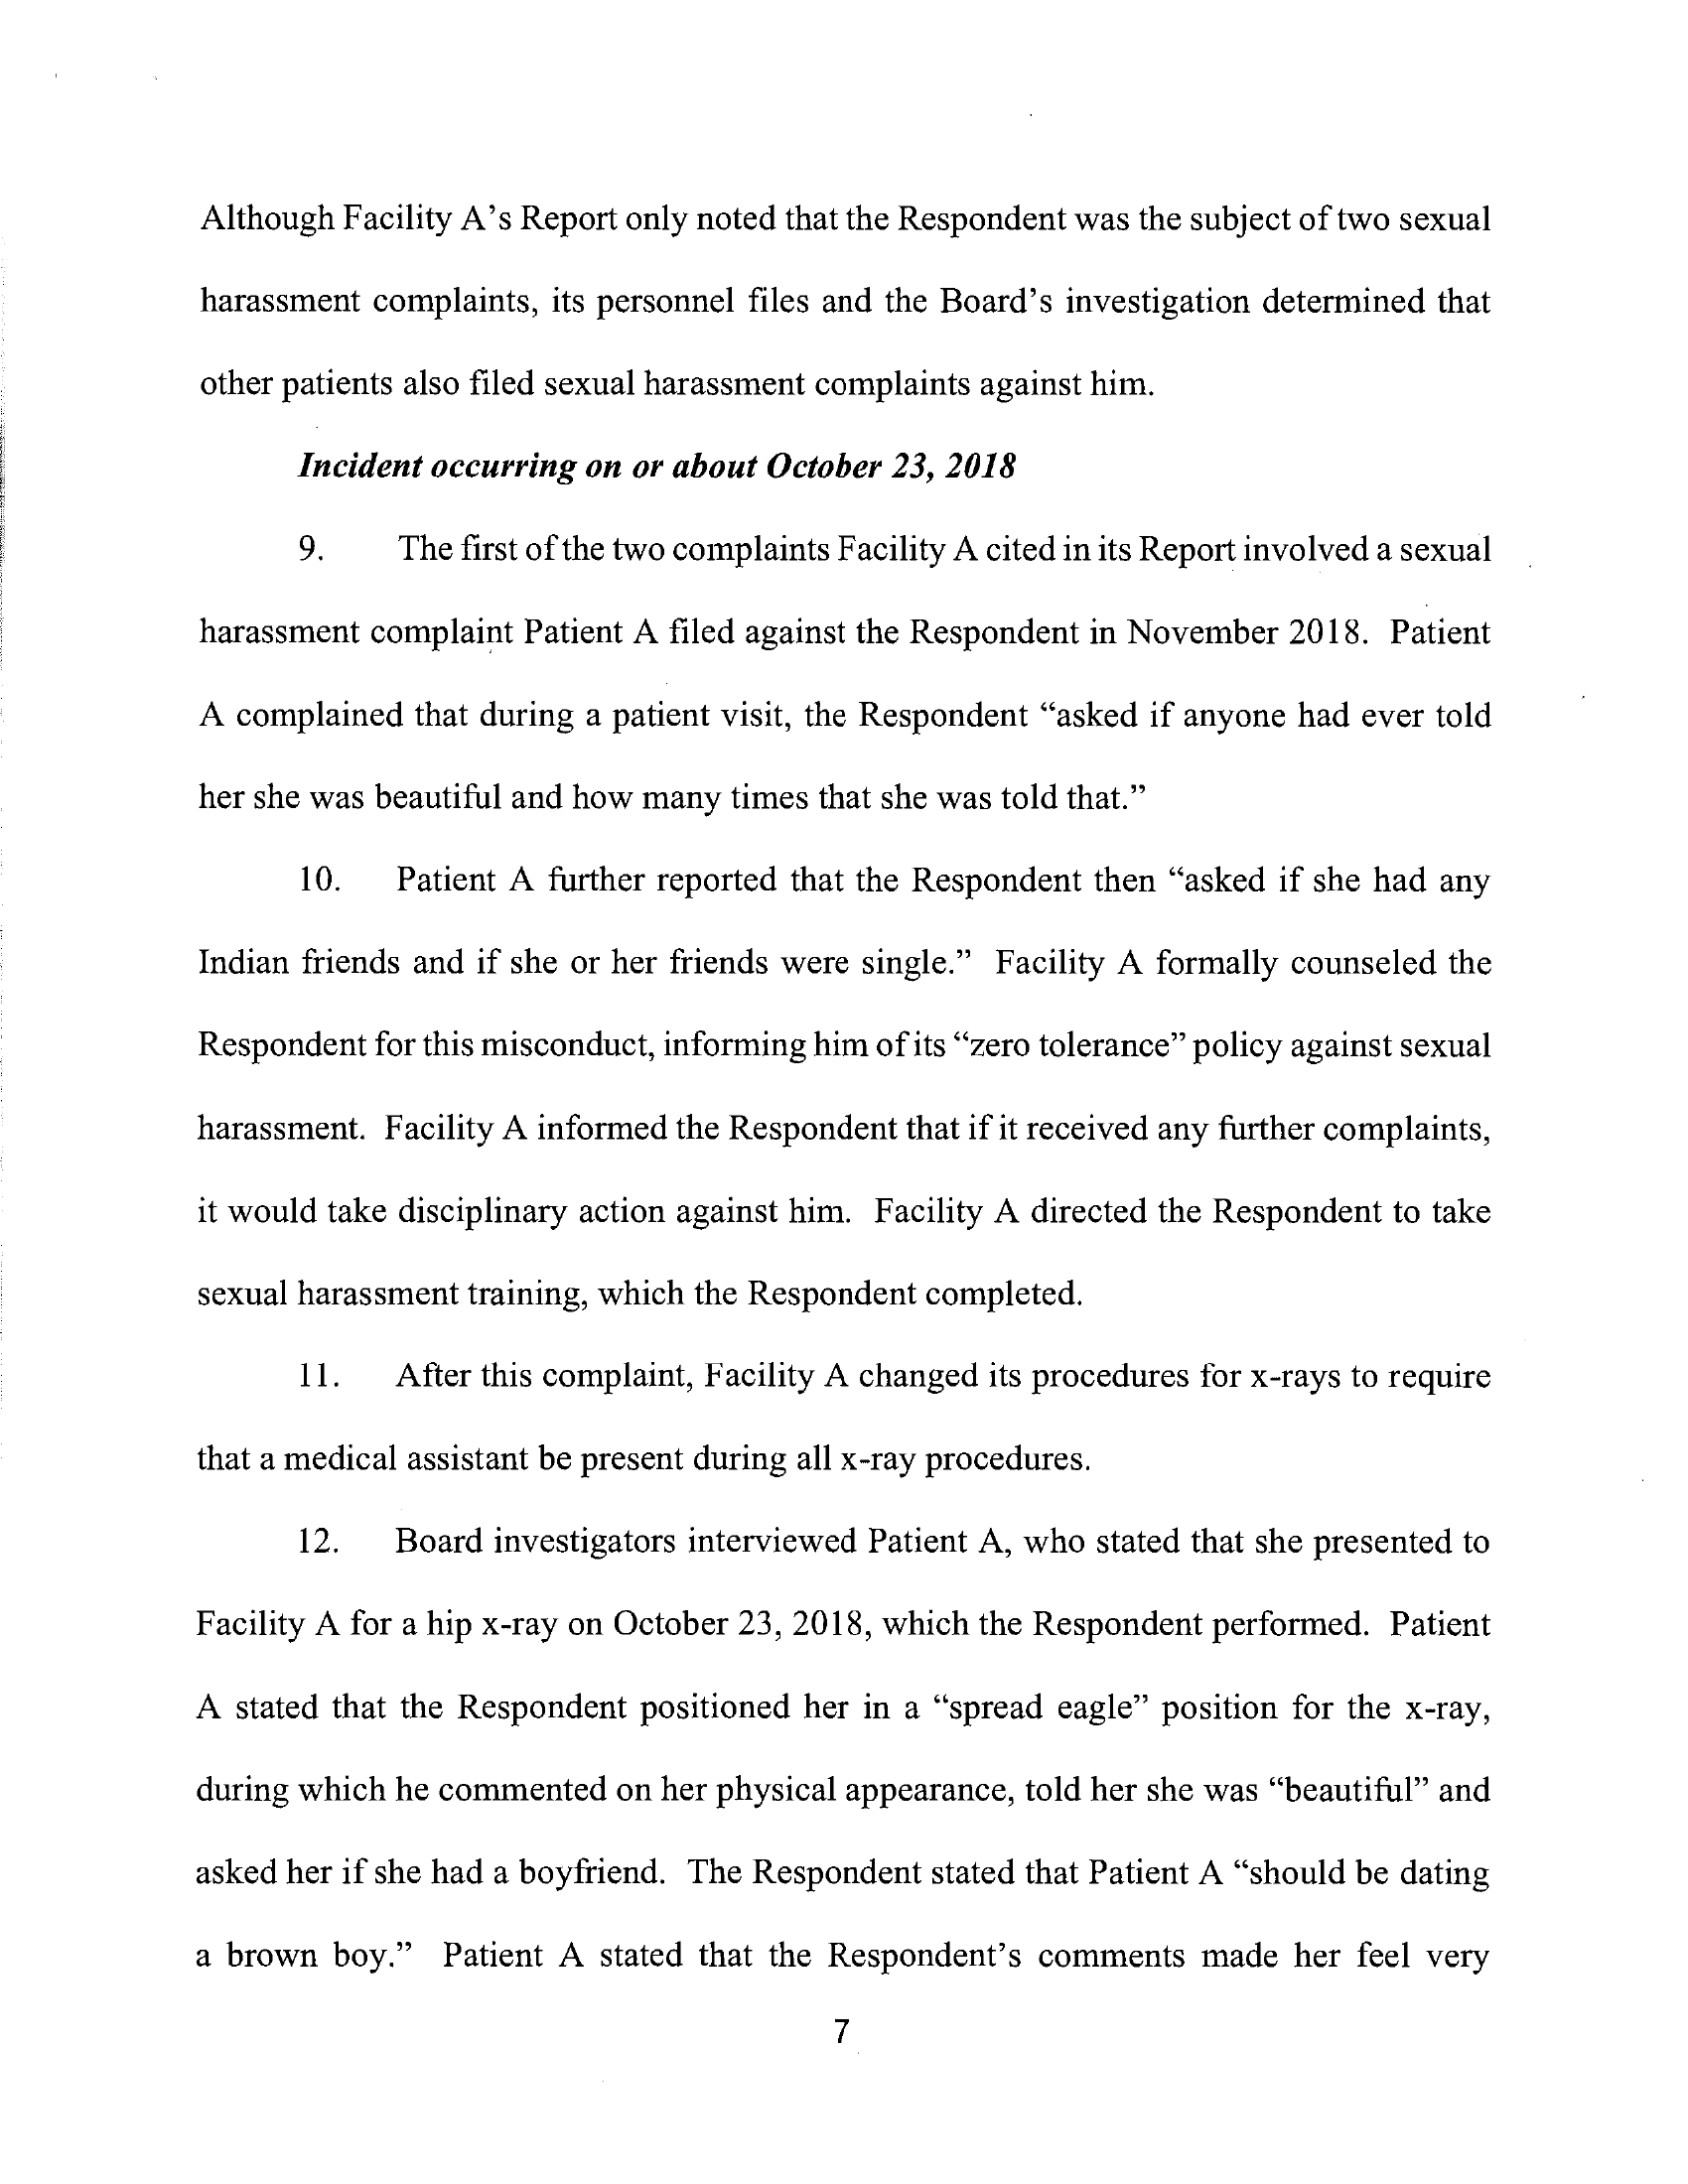 Although Facility A's Report only noted that the Respondent was the subject of two sexual
harassment complaints, its personnel files and the Board's investigation determined that
other patients also filed sexual harassment complaints against him.
Incident occurring on or about October 23, 2018
9. The first of the two complaints Facility A cited in its Report involved a sexual
harassment complaint Patient A filed against the Respondent in November 2018. Patient
A complained that during a patient visit, the Respondent “asked if anyone had ever told
her she was beautiful and how many times that she was told that.”
10. Patient A further reported that the Respondent then “asked if she had any
Indian friends and if she or her friends were single.” Facility A formally counseled the
Respondent for this misconduct, informing him of its “zero tolerance” policy against sexual
harassment. Facility A informed the Respondent that if it received any further complaints,
it would take disciplinary action against him. Facility A directed the Respondent to take
sexual harassment training, which the Respondent completed.
11. After this complaint, Facility A changed its procedures for x-rays to require
that a medical assistant be present during all x-ray procedures.
12. Board investigators interviewed Patient A, who stated that she presented to
Facility A for a hip x-ray on October 23, 2018, which the Respondent performed. Patient
A stated that the Respondent positioned her in a “spread eagle” position for the x-ray,
during which he commented on her physical appearance, told her she was “beautiful” and
asked her if she had a boyfriend. The Respondent stated that Patient A “should be dating
a brown boy.” Patient A stated that the Respondent's comments made her feel very
7